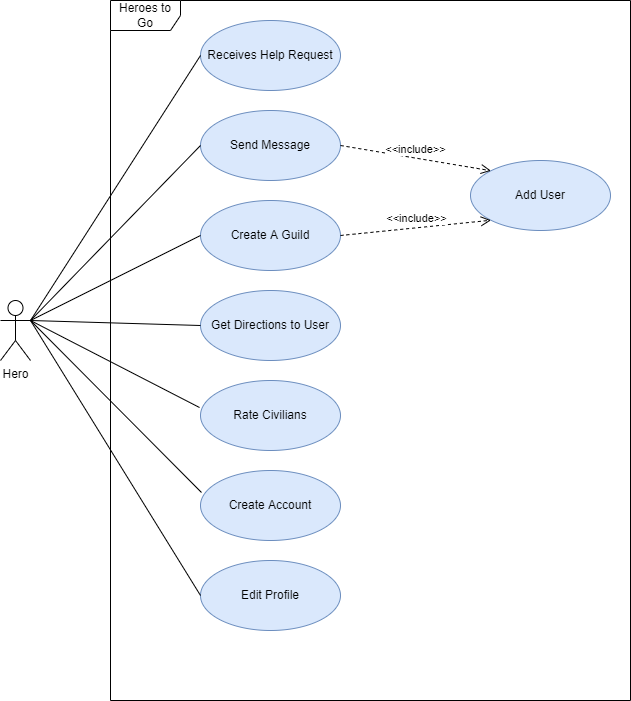 Heroes to
Go
Receives Help Request
Send Message
<<include>>
Add User
Create A Guild
<<include>>
Get Directions to User
Hero
Rate Civilians
Create Account
Edit Profile